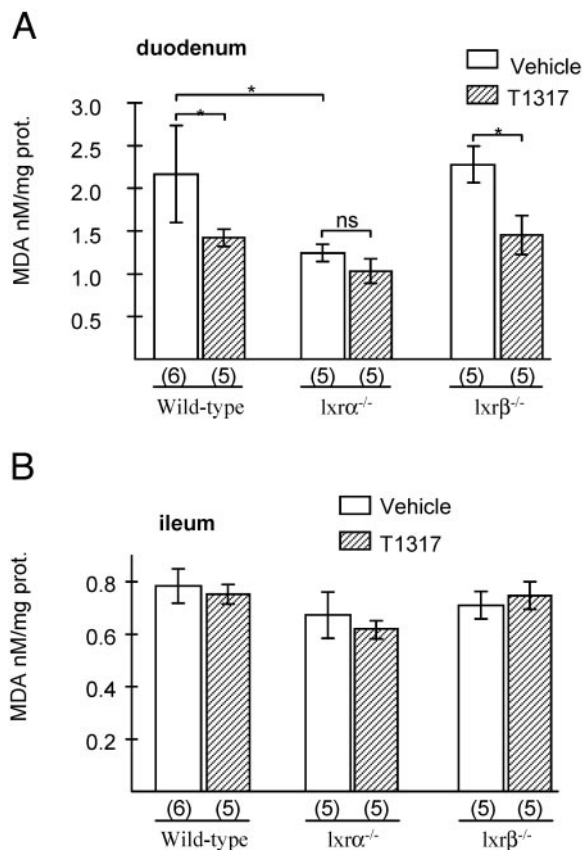 A
duodenum
Vehicle
T1317
MDA nM/mg prot.
3.0
2.5
2.0
1.5
1.0
0.5
*
*
ns
*
(6) (5) (5) (5) (5) (5)
Wild-type lxrα-/- lxrβ-/-
B
ileum
Vehicle
T1317
MDA nM/mg prot.
0.8
0.6
0.4
0.2
(6) (5) (5) (5) (5) (5)
Wild-type lxrα-/- lxrβ-/-